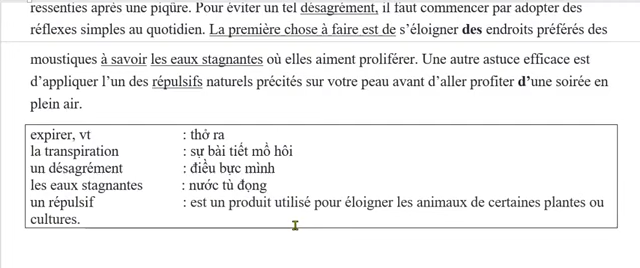 ressenties après une piqûre. Pour éviter un tel désagrément, il faut commencer par adopter des
réflexes simples au quotidien. La première chose à faire est de s'éloigner des endroits préférés des
moustiques à savoir les eaux stagnantes où elles aiment proliférer. Une autre astuce efficace est
d'appliquer l'un des répulsifs naturels précités sur votre peau avant d'aller profiter d'une soirée en
plein air.
expirer, vt : thở ra
la transpiration : sự bài tiết mồ hôi
un désagrément : điều bực mình
les eaux stagnantes : nước tù đọng
un répulsif : est un produit utilisé pour éloigner les animaux de certaines plantes ou
cultures.